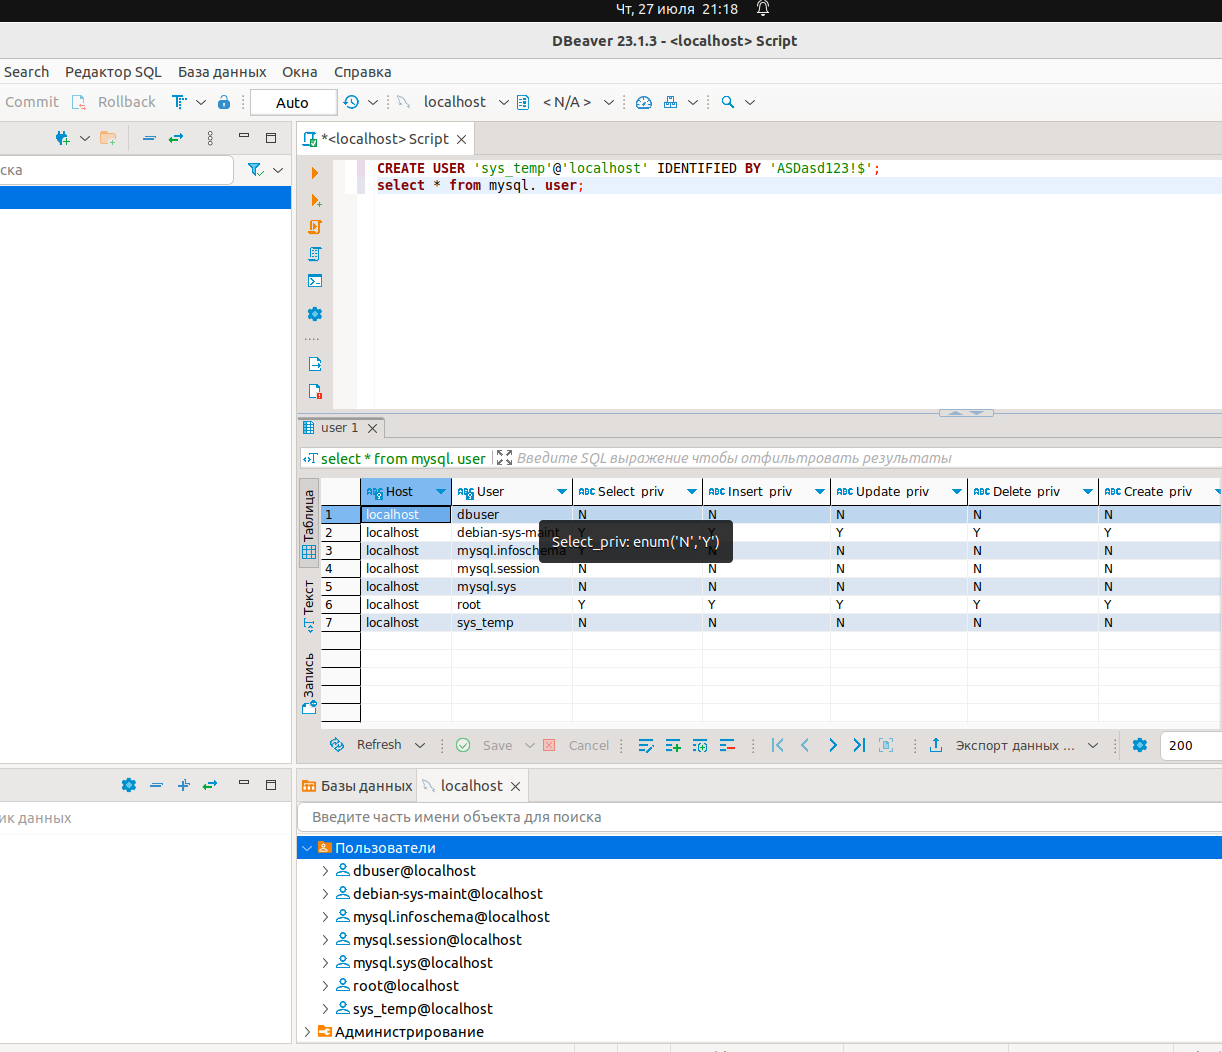 Чт, 27 июля 21:18
DBeaver 23.1.3 - <localhost> Script
Search Редактор SQL База данных Окна Справка
Commit Rollback Auto localhost < N/A >
ска
*<localhost> Script
CREATE USER 'sys_temp'@'localhost' IDENTIFIED BY 'ASDasd123!$';
select * from mysql. user;
user 1
select * from mysql. user Введите SQL выражение чтобы отфильтровать результаты
Таблица
Текст
Запись
Host User Select_priv Insert_priv Update_priv Delete_priv Create_priv
1 localhost dbuser N N N N N
2 localhost debian-sys-maint Y Y Y Y Y
3 localhost mysql.infoschema Y N N N N
4 localhost mysql.session N N N N N
5 localhost mysql.sys N N N N N
6 localhost root Y Y Y Y Y
7 localhost sys_temp N N N N N
Select_priv: enum('N','Y')
Refresh Save Cancel Экспорт данных ... 200
ик данных
Базы данных localhost
Введите часть имени объекта для поиска
Пользователи
dbuser@localhost
debian-sys-maint@localhost
mysql.infoschema@localhost
mysql.session@localhost
mysql.sys@localhost
root@localhost
sys_temp@localhost
Администрирование